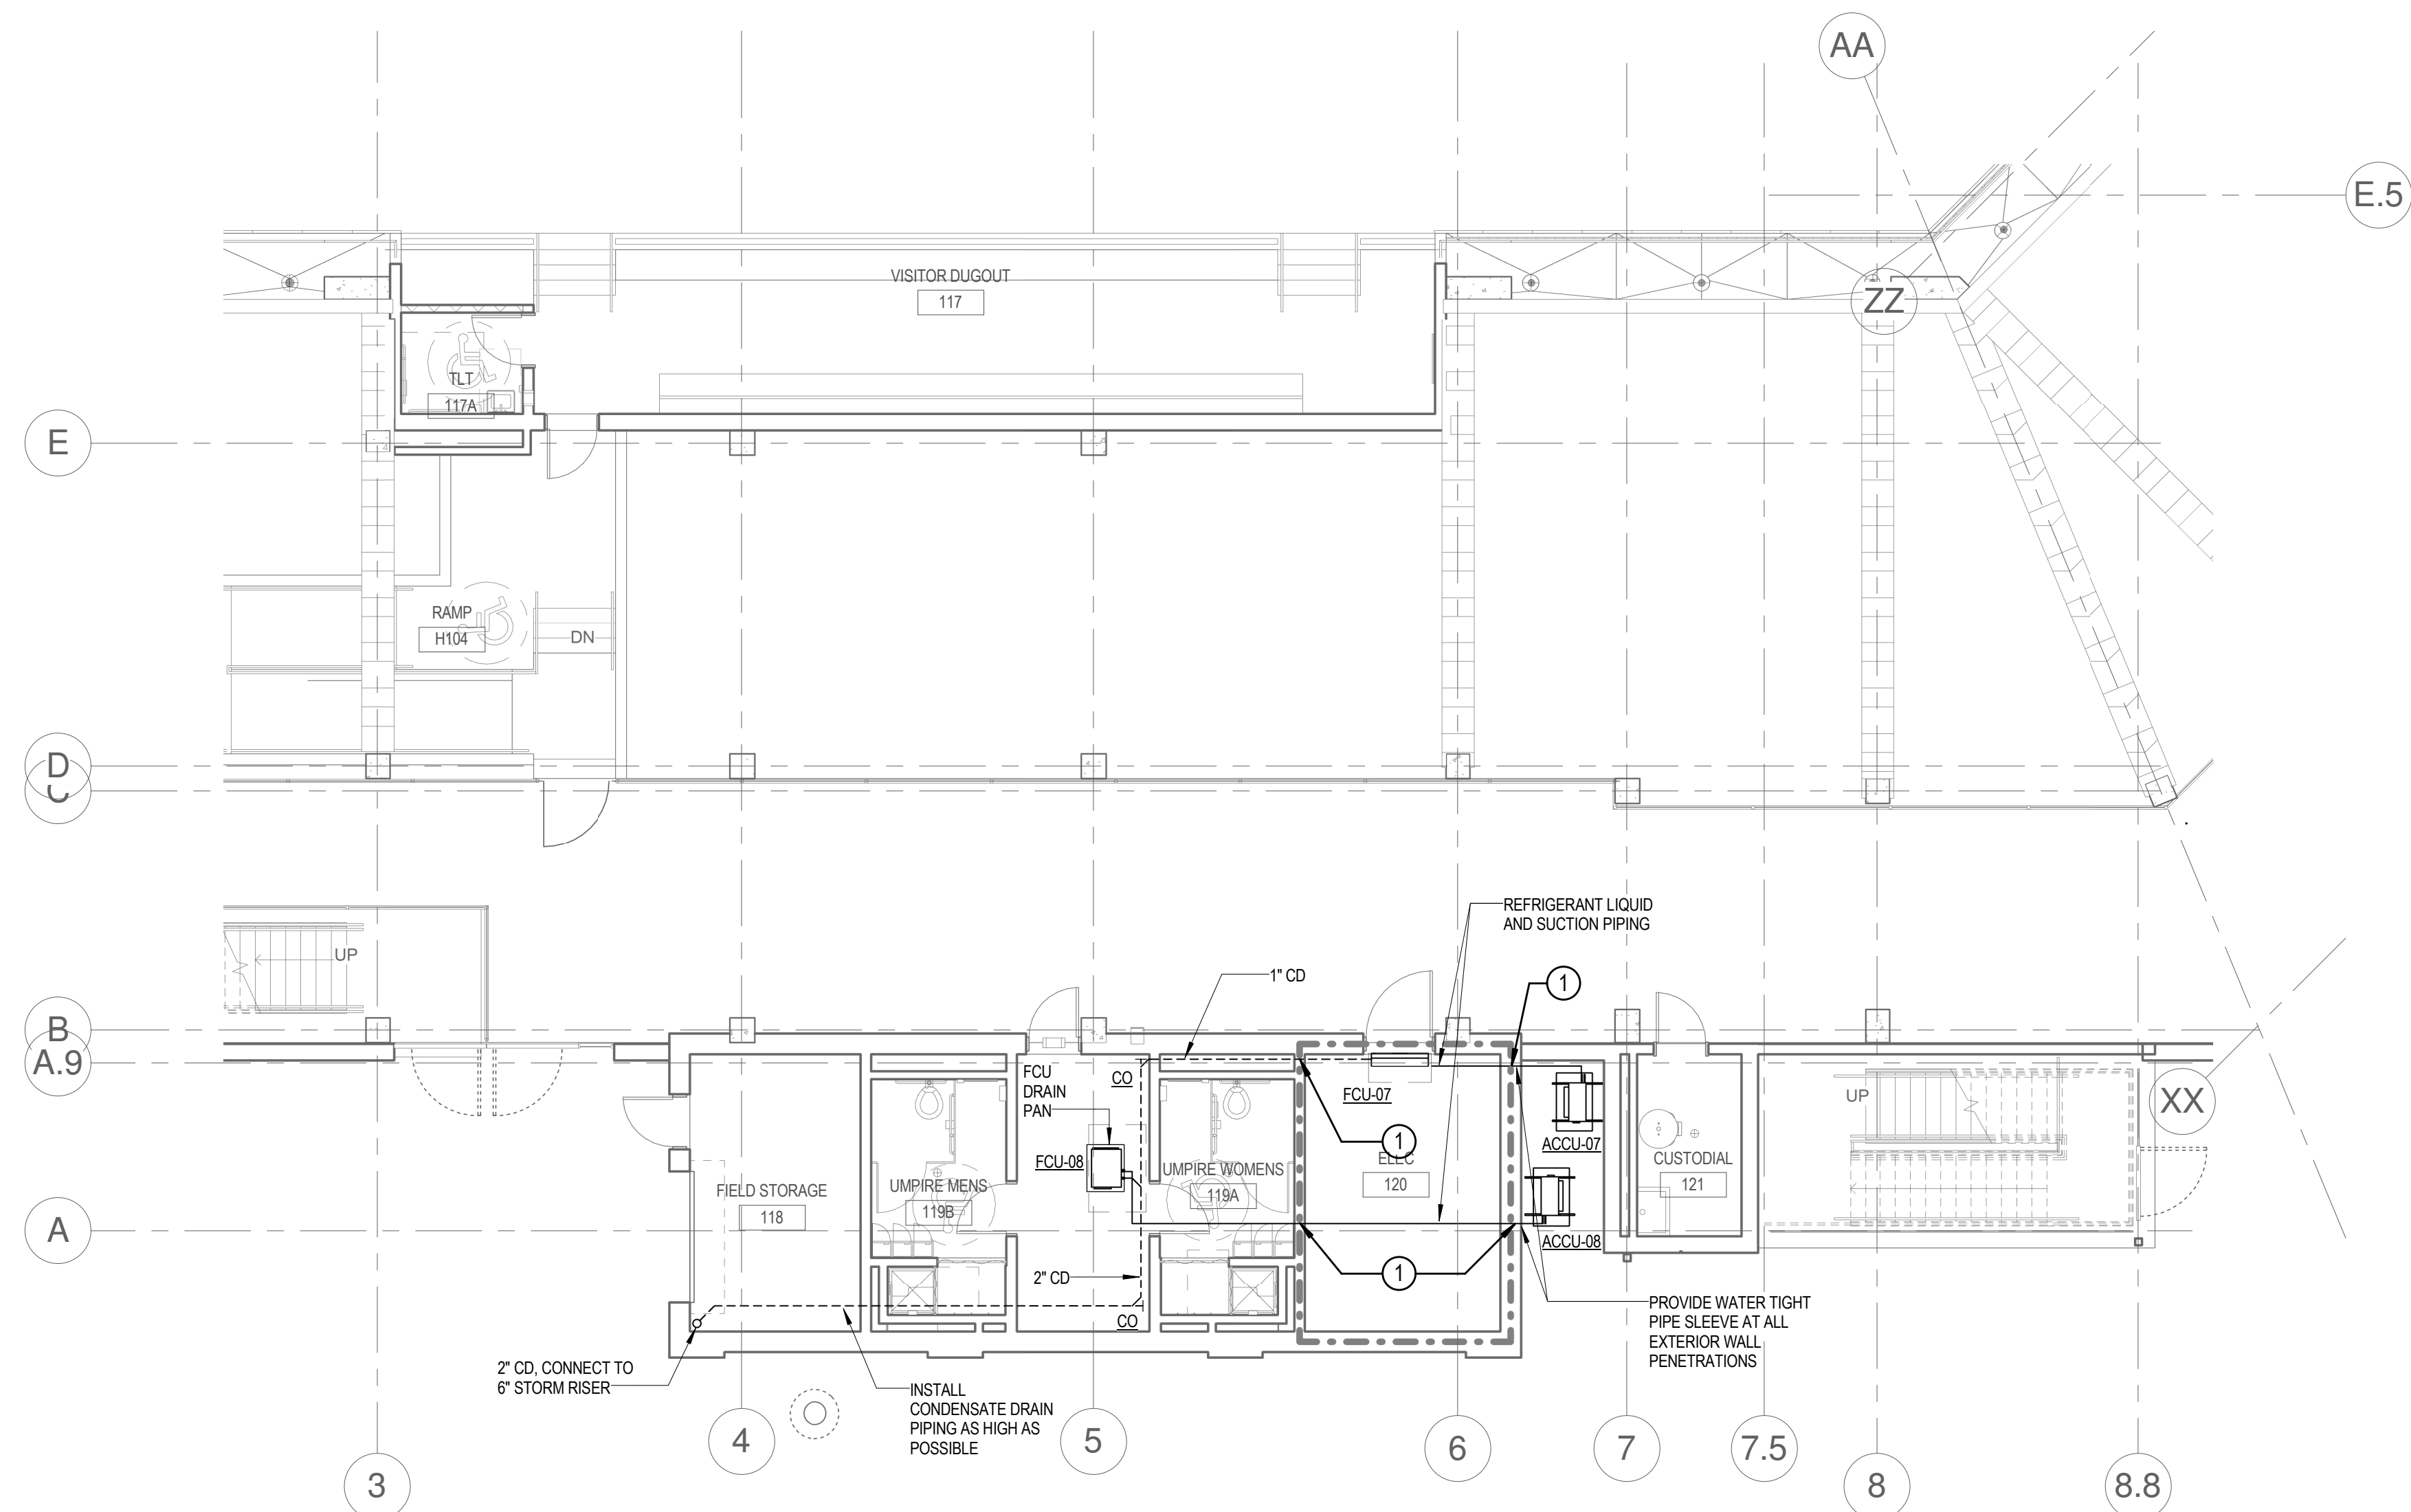 AA
E.5
VISITOR DUGOUT
117
ZZ
TLT
117A
E
RAMP
H104
DN
D
C
REFRIGERANT LIQUID
AND SUCTION PIPING
UP
1" CD
1
B
A.9
FCU
DRAIN
PAN
CO
FCU-07
UP
XX
1
ACCU-07
FCU-08
UMPIRE WOMENS
119A
ELEC
120
CUSTODIAL
121
FIELD STORAGE
118
UMPIRE MENS
119B
A
ACCU-08
2" CD
1
CO
PROVIDE WATER TIGHT
PIPE SLEEVE AT ALL
EXTERIOR WALL
PENETRATIONS
2" CD, CONNECT TO
6" STORM RISER
INSTALL
CONDENSATE DRAIN
PIPING AS HIGH AS
POSSIBLE
3
4
5
6
7
7.5
8
8.8